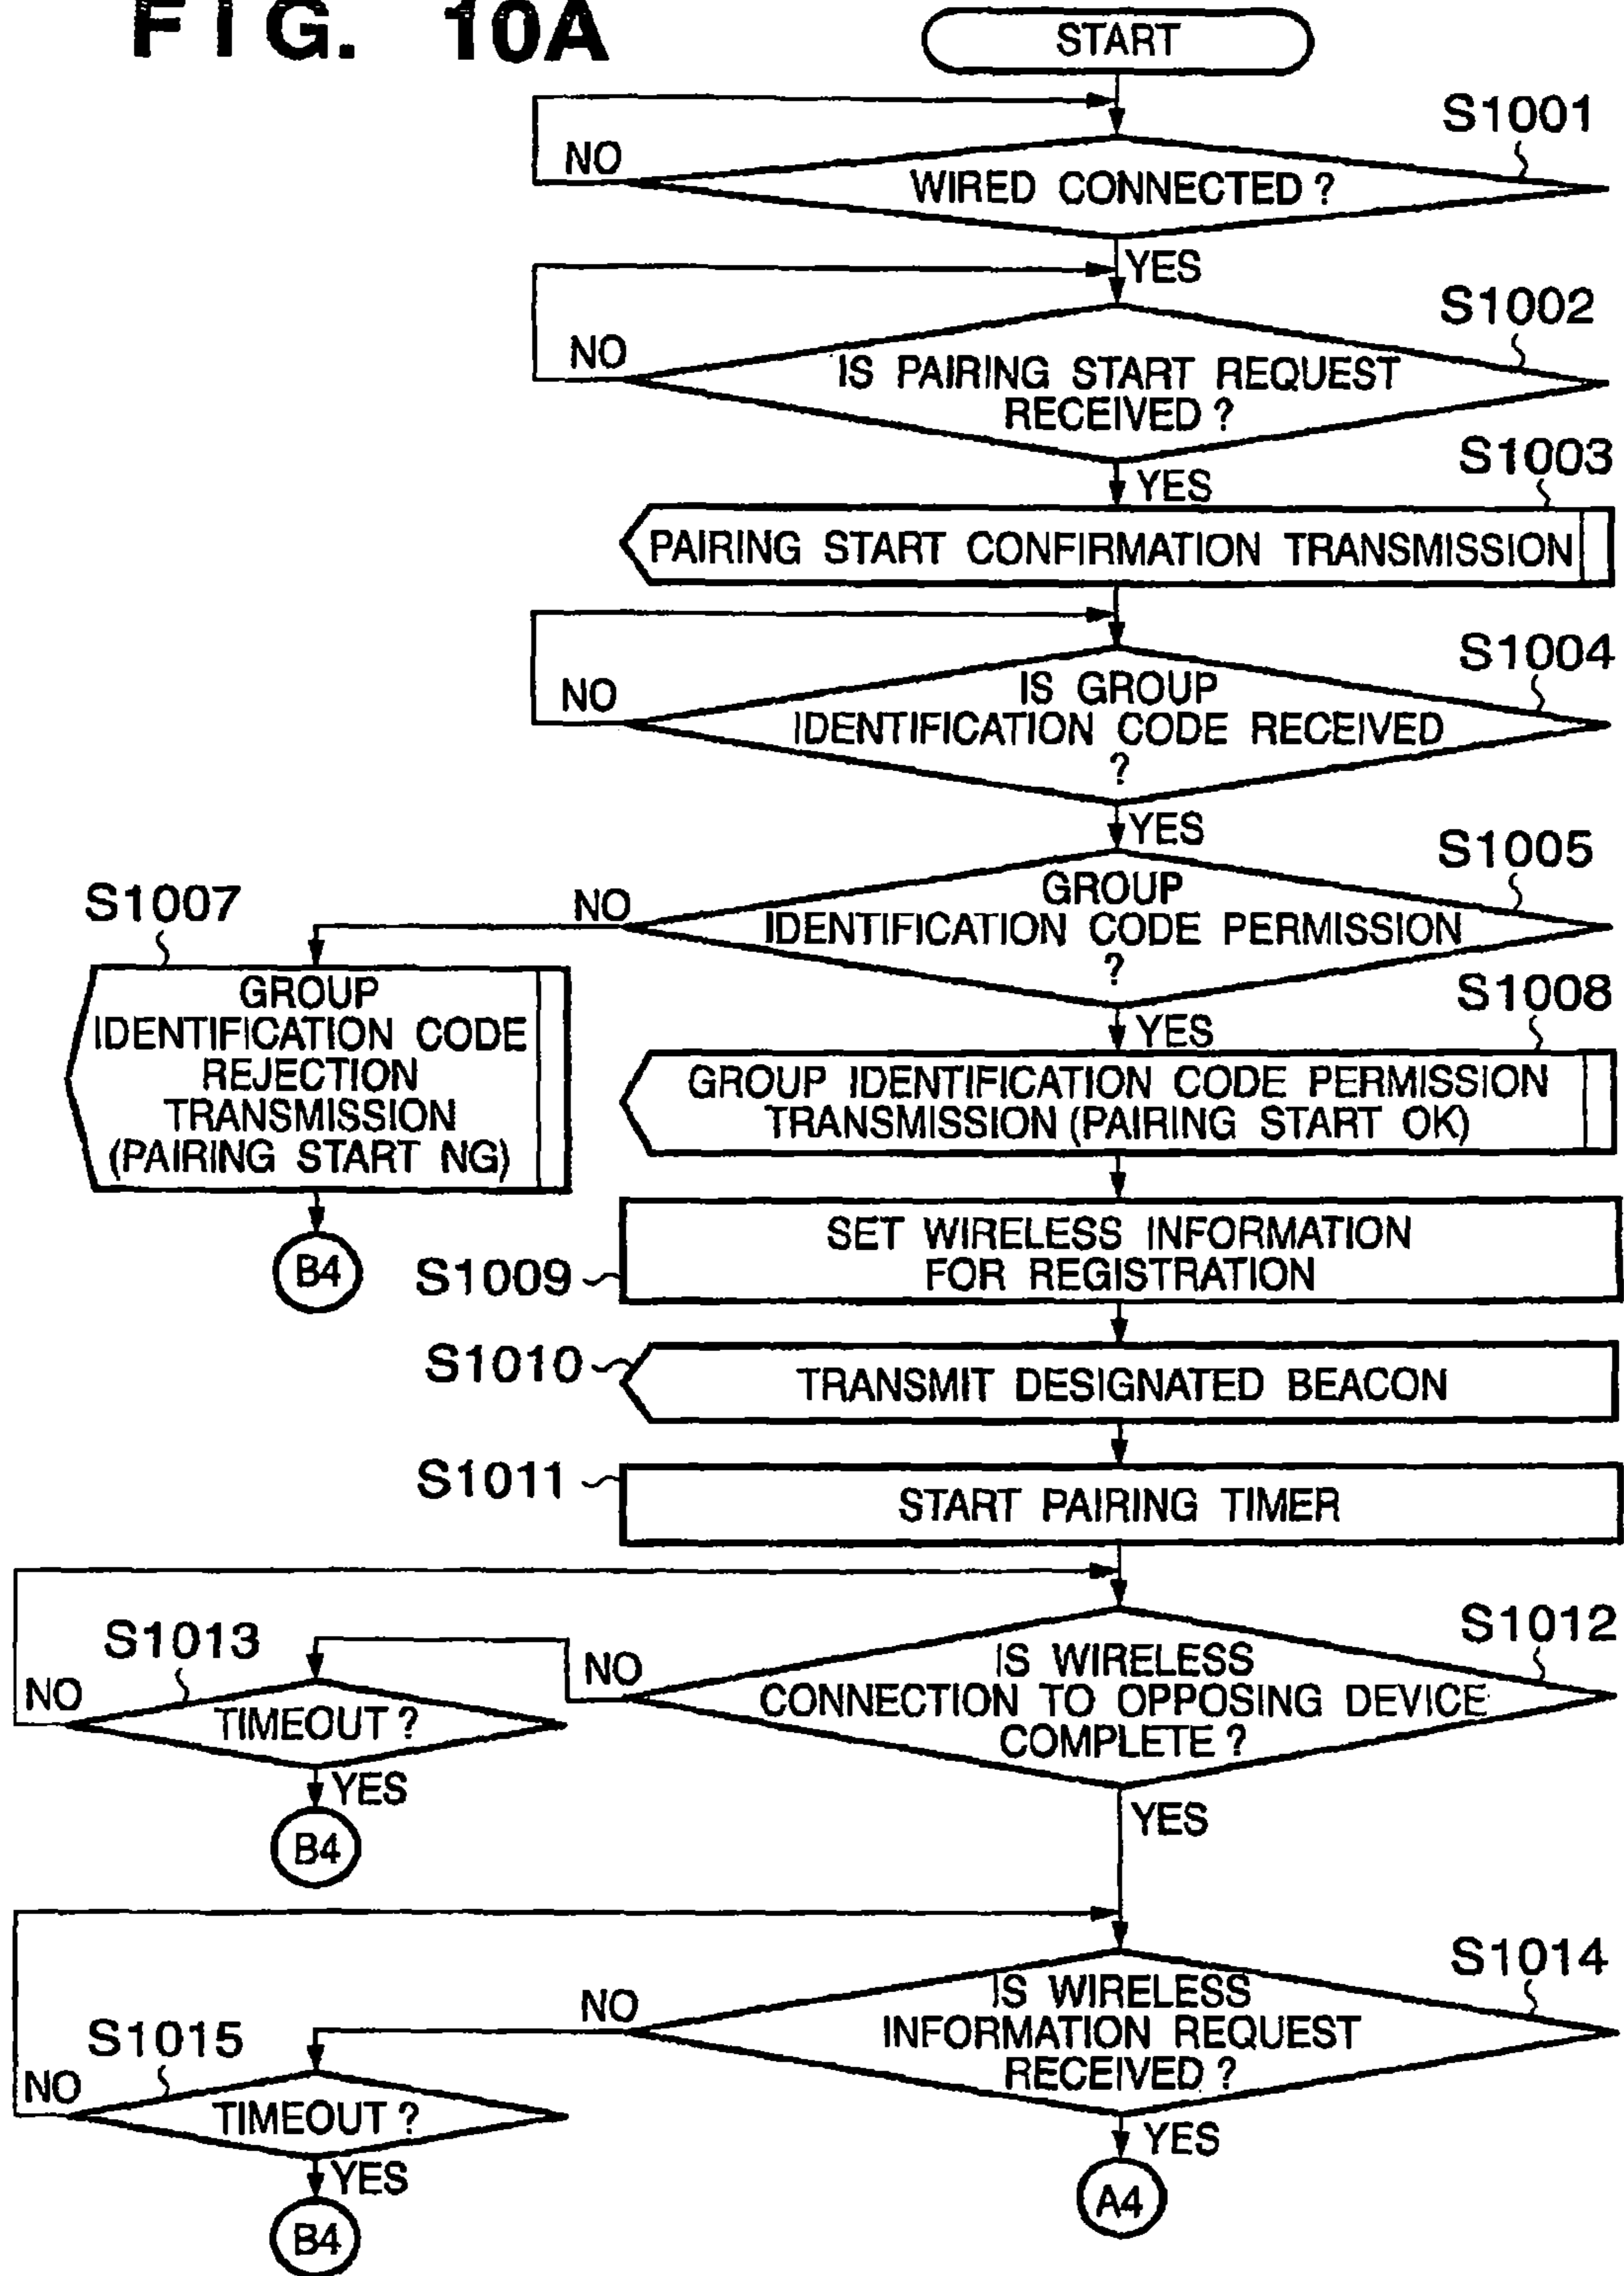 FIG. 10A
START
S1001
NO
WIRED CONNECTED?
YES
S1002
NO
IS PAIRING START REQUEST
RECEIVED?
YES
S1003
PAIRING START CONFIRMATION TRANSMISSION
S1004
NO
IS GROUP
IDENTIFICATION CODE RECEIVED
?
YES
S1005
NO
GROUP
IDENTIFICATION CODE PERMISSION
?
YES
S1007
GROUP
IDENTIFICATION CODE
REJECTION
TRANSMISSION
(PAIRING START NG)
B4
S1008
GROUP IDENTIFICATION CODE PERMISSION
TRANSMISSION (PAIRING START OK)
S1009
SET WIRELESS INFORMATION
FOR REGISTRATION
S1010
TRANSMIT DESIGNATED BEACON
S1011
START PAIRING TIMER
S1012
NO
IS WIRELESS
CONNECTION TO OPPOSING DEVICE
COMPLETE?
YES
S1013
NO
TIMEOUT?
YES
B4
S1014
NO
IS WIRELESS
INFORMATION REQUEST
RECEIVED?
YES
A4
S1015
NO
TIMEOUT?
YES
B4